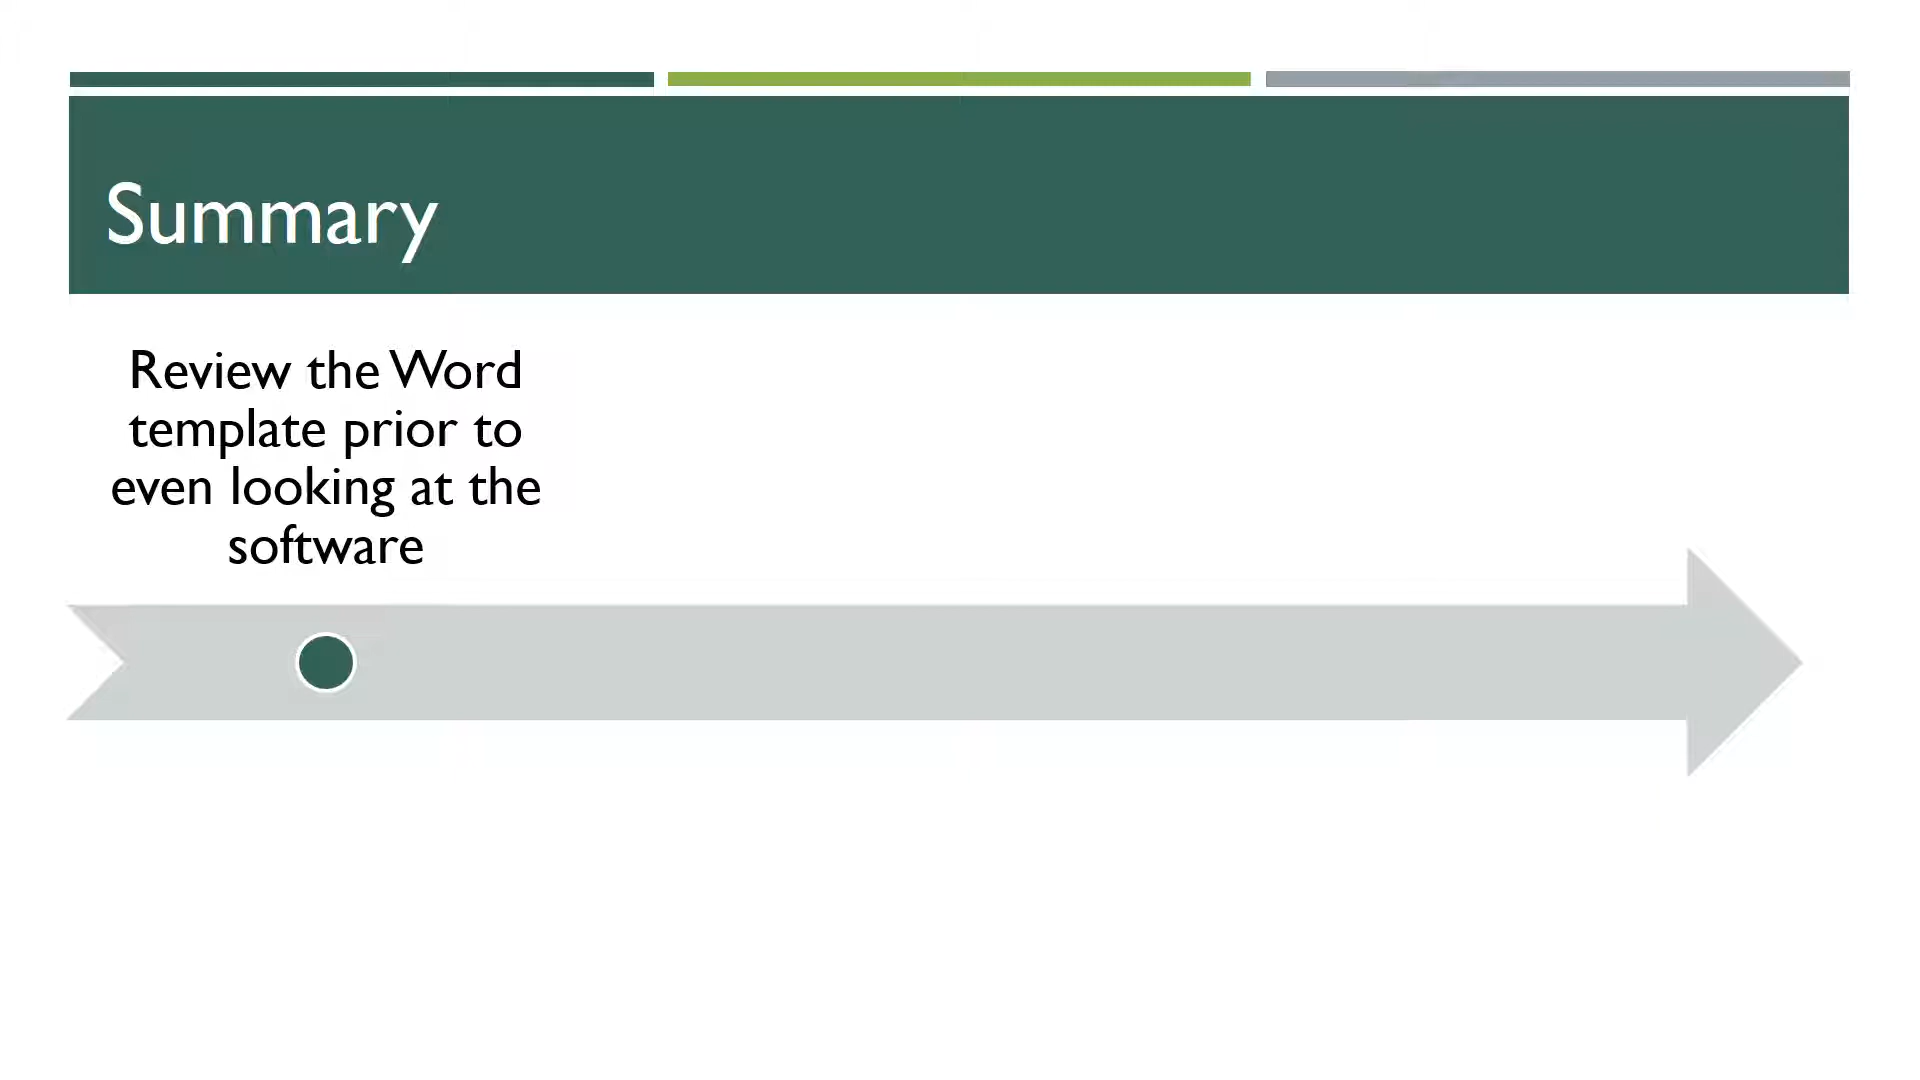 Summary
Review the Word
template prior to
even looking at the
software